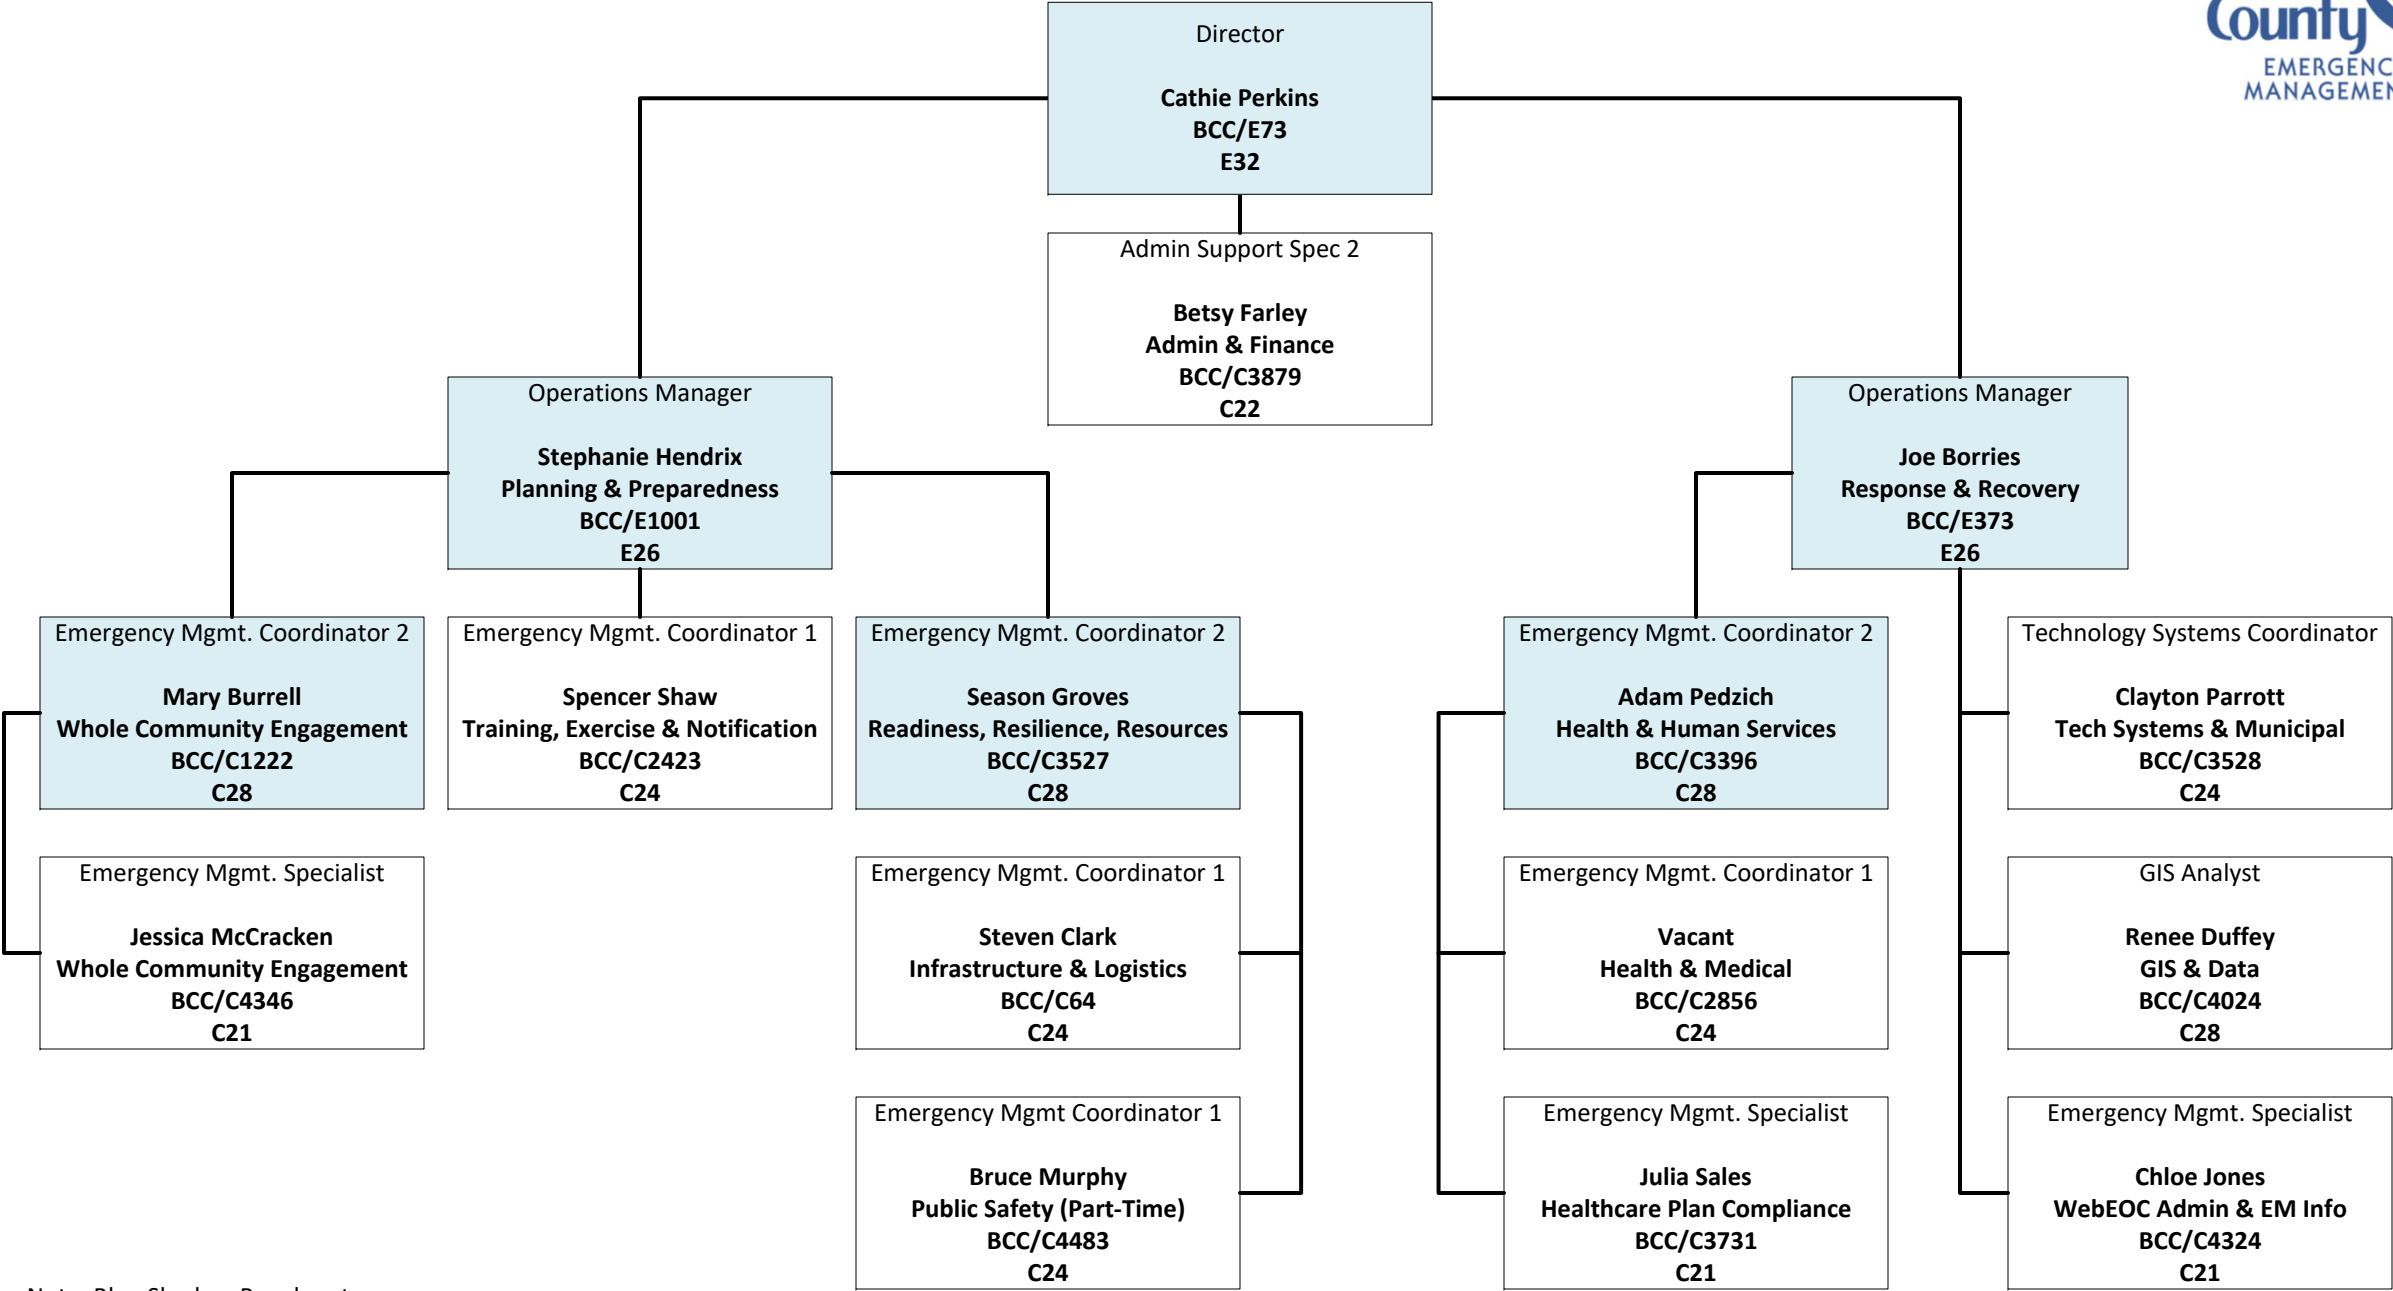 County
EMERGENC
MANAGEMEN
Director
Cathie Perkins
BCC/E73
E32
Admin Support Spec 2
Betsy Farley
Admin & Finance
BCC/C3879
C22
Operations Manager
Stephanie Hendrix
Planning & Preparedness
BCC/E1001
E26
Operations Manager
Joe Borries
Response & Recovery
BCC/E373
E26
Emergency Mgmt. Coordinator 2
Mary Burrell
Whole Community Engagement
BCC/C1222
C28
Emergency Mgmt. Coordinator 1
Spencer Shaw
Training, Exercise & Notification
BCC/C2423
C24
Emergency Mgmt. Coordinator 2
Season Groves
Readiness, Resilience, Resources
BCC/C3527
C28
Emergency Mgmt. Coordinator 2
Adam Pedzich
Health & Human Services
BCC/C3396
C28
Technology Systems Coordinator
Clayton Parrott
Tech Systems & Municipal
BCC/C3528
C24
Emergency Mgmt. Specialist
Jessica McCracken
Whole Community Engagement
BCC/C4346
C21
Emergency Mgmt. Coordinator 1
Steven Clark
Infrastructure & Logistics
BCC/C64
C24
Emergency Mgmt. Coordinator 1
Vacant
Health & Medical
BCC/C2856
C24
GIS Analyst
Renee Duffey
GIS & Data
BCC/C4024
C28
Emergency Mgmt Coordinator 1
Bruce Murphy
Public Safety (Part-Time)
BCC/C4483
C24
Emergency Mgmt. Specialist
Julia Sales
Healthcare Plan Compliance
BCC/C3731
C21
Emergency Mgmt. Specialist
Chloe Jones
WebEOC Admin & EM Info
BCC/C4324
C21